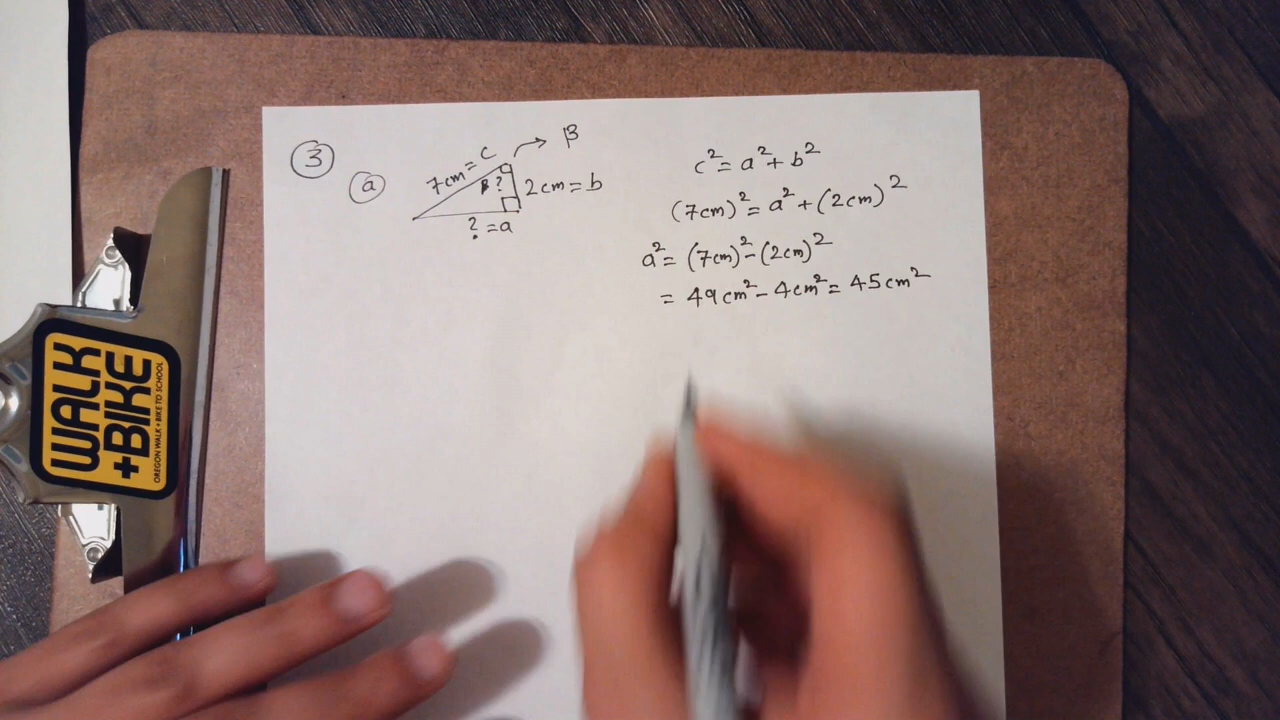 3
a
7cm = c
→ β
β ?
2cm = b
? = a
c² = a² + b²
(7cm)² = a² + (2cm)²
a² = (7cm)² - (2cm)²
= 49cm² - 4cm² = 45cm²
WALK
+BIKE
OREGON WALK + BIKE TO SCHOOL